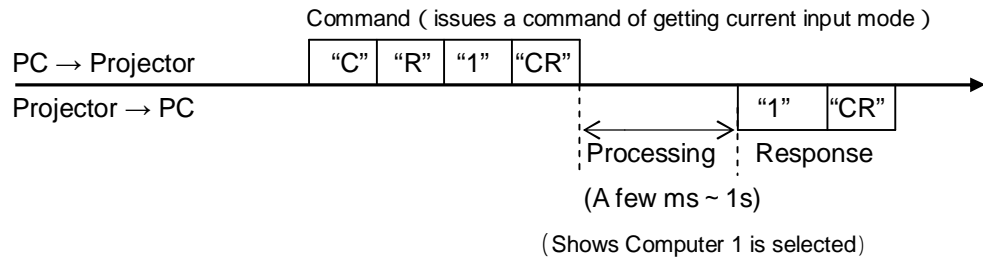 Command ( issues a command of getting current input mode )
PC → Projector “C” “R” “1” “CR”
Projector → PC “1” “CR”
Processing Response
(A few ms ~ 1s)
(Shows Computer 1 is selected)